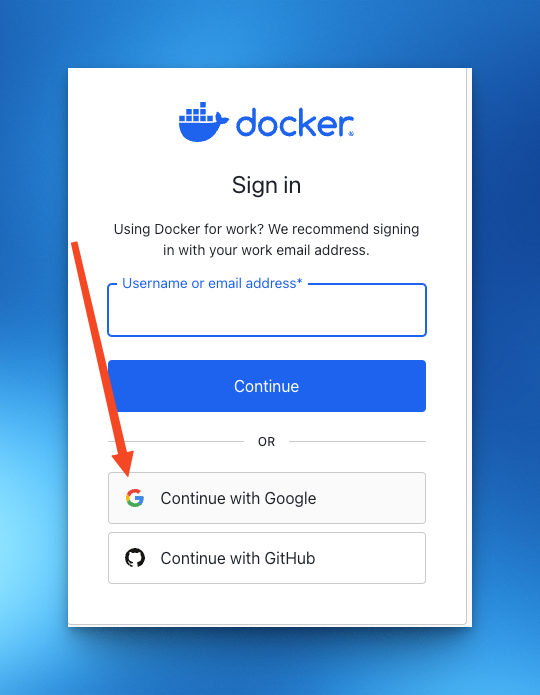 docker
Sign in
Using Docker for work? We recommend signing
in with your work email address.
Username or email address*
Continue
OR
Continue with Google
Continue with GitHub